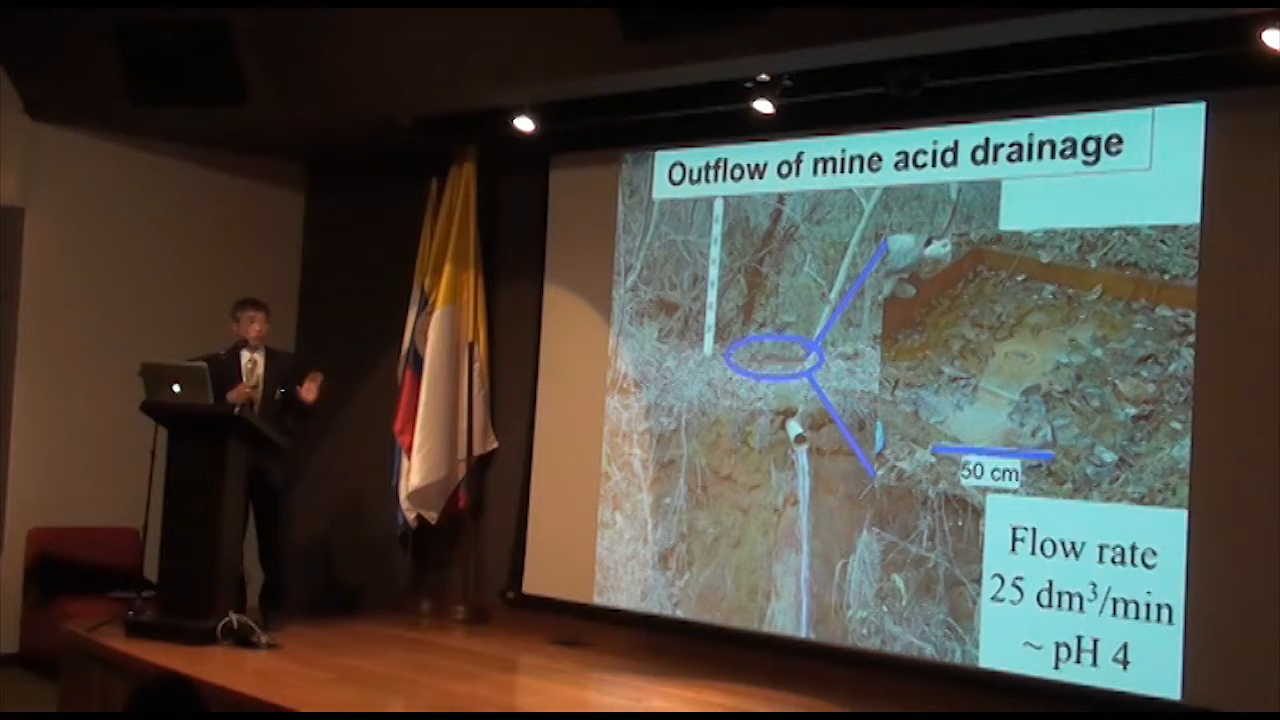 Outflow of mine acid drainage
50 cm
Flow rate
25 dm³/min
~ pH 4